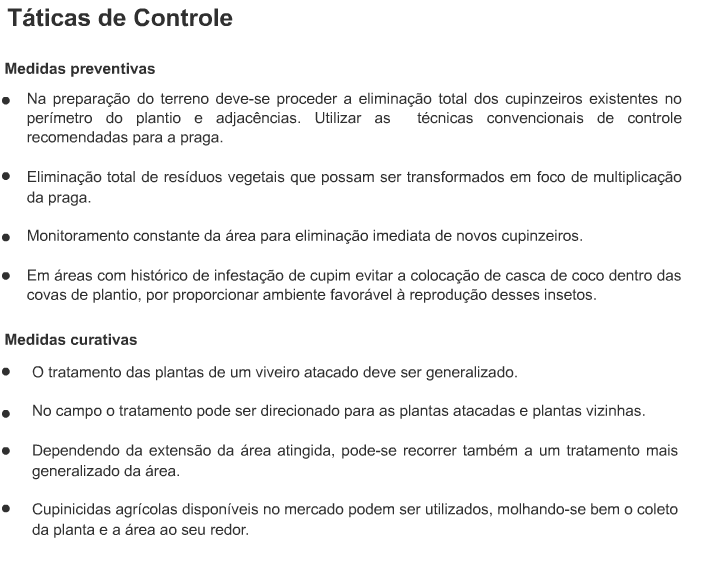 Táticas de Controle
Medidas preventivas
● Na preparação do terreno deve-se proceder a eliminação total dos cupinzeiros existentes no
perímetro do plantio e adjacências. Utilizar as técnicas convencionais de controle
recomendadas para a praga.
● Eliminação total de resíduos vegetais que possam ser transformados em foco de multiplicação
da praga.
● Monitoramento constante da área para eliminação imediata de novos cupinzeiros.
● Em áreas com histórico de infestação de cupim evitar a colocação de casca de coco dentro das
covas de plantio, por proporcionar ambiente favorável à reprodução desses insetos.
Medidas curativas
● O tratamento das plantas de um viveiro atacado deve ser generalizado.
● No campo o tratamento pode ser direcionado para as plantas atacadas e plantas vizinhas.
● Dependendo da extensão da área atingida, pode-se recorrer também a um tratamento mais
generalizado da área.
● Cupinicidas agrícolas disponíveis no mercado podem ser utilizados, molhando-se bem o coleto
da planta e a área ao seu redor.